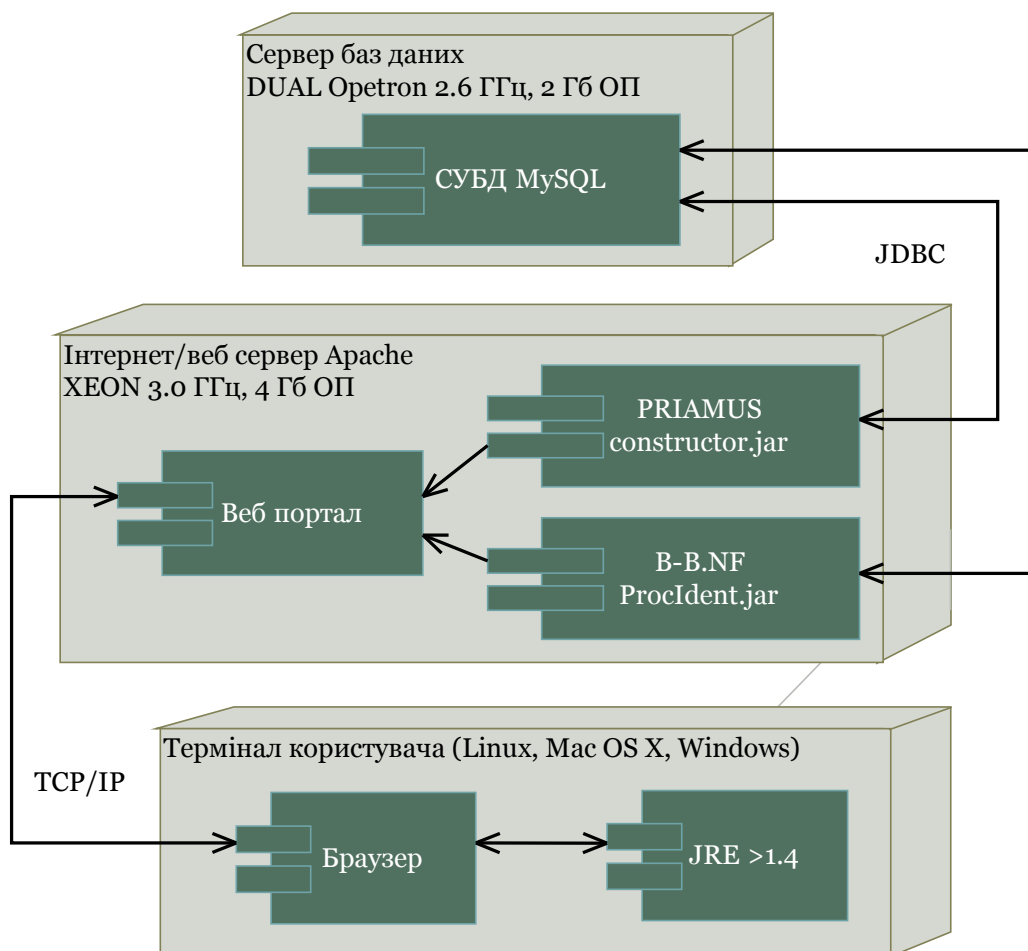 Сервер баз даних
DUAL Opetron 2.6 ГГц, 2 Гб ОП
СУБД MySQL
JDBC
Інтернет/веб сервер Apache
XEON 3.0 ГГц, 4 Гб ОП
PRIAMUS
constructor.jar
Веб портал
B-B.NF
ProcIdent.jar
Термінал користувача (Linux, Mac OS X, Windows)
TCP/IP
Браузер
JRE >1.4